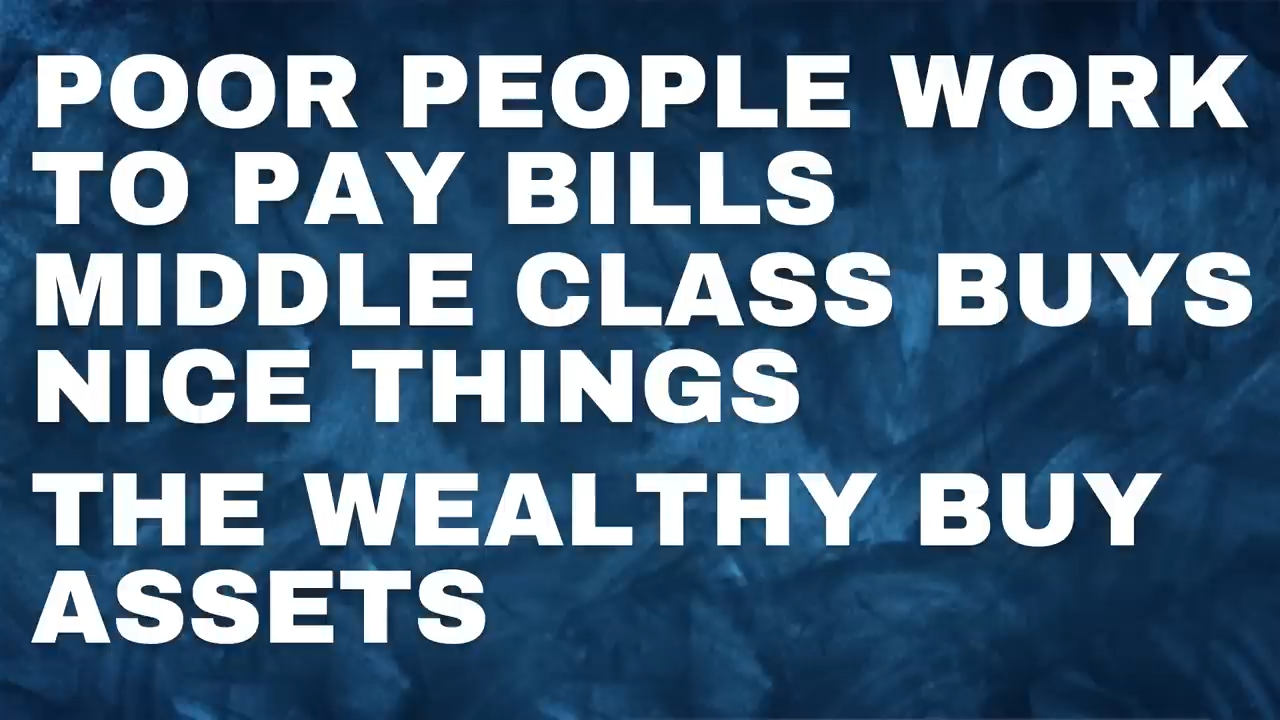 POOR PEOPLE WORK
TO PAY BILLS
MIDDLE CLASS BUYS
NICE THINGS
THE WEALTHY BUY
ASSETS